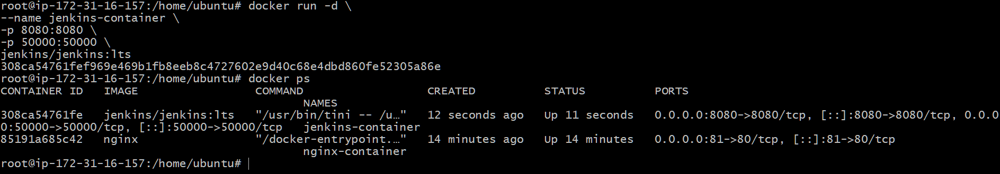 root@ip-172-31-16-157:/home/ubuntu# docker run -d \
--name jenkins-container \
-p 8080:8080 \
-p 50000:50000 \
jenkins/jenkins:lts
308ca54761fef969e469b1fb8eeb8c4727602e9d40c68e4dbd860fe52305a86e
root@ip-172-31-16-157:/home/ubuntu# docker ps
CONTAINER ID   IMAGE                 COMMAND                  CREATED          STATUS          PORTS
                                            NAMES
308ca54761fe   jenkins/jenkins:lts   "/usr/bin/tini -- /u…"   12 seconds ago   Up 11 seconds   0.0.0.0:8080->8080/tcp, [::]:8080->8080/tcp, 0.0.0
0:50000->50000/tcp, [::]:50000->50000/tcp   jenkins-container
85191a685c42   nginx                 "/docker-entrypoint.…"   14 minutes ago   Up 14 minutes   0.0.0.0:81->80/tcp, [::]:81->80/tcp
                                            nginx-container
root@ip-172-31-16-157:/home/ubuntu#